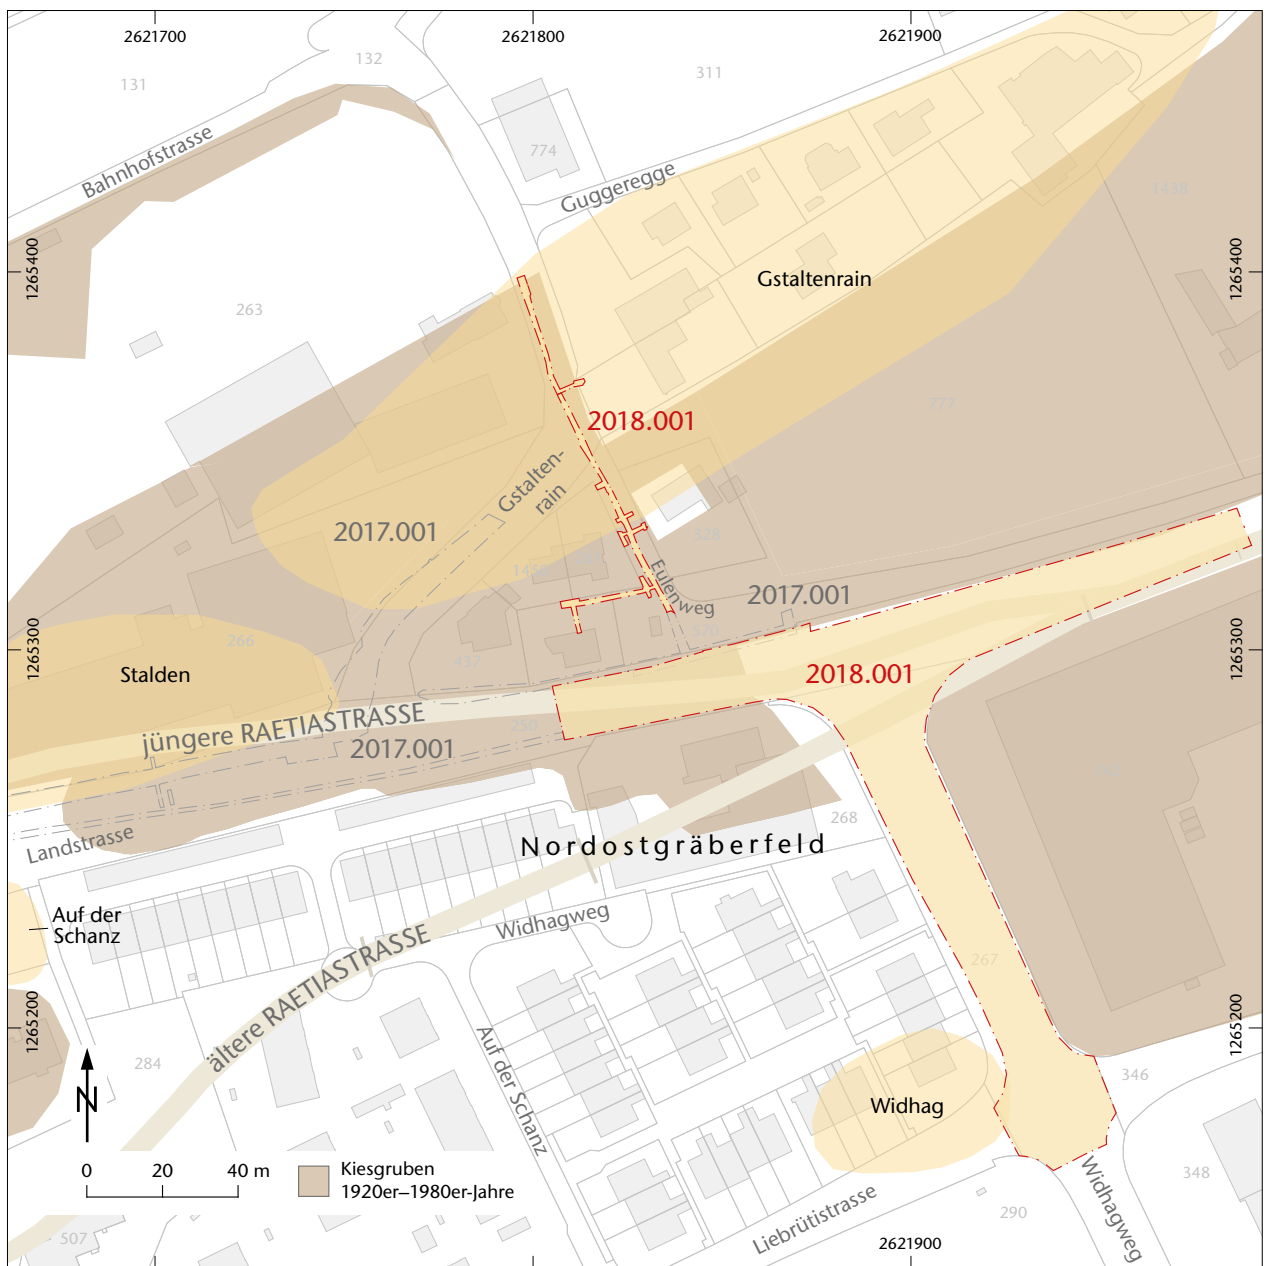 2621700
2621800
2621900
132
131
311
Bahnhofstrasse
774
Guggeregge
1438
1265400
1265400
Gstaltenrain
263
2018.001
777
Gstalten-
rain
2017.001
328
Eulenweg
2017.001
570
1265300
1265300
266
437
Stalden
2018.001
250
jüngere RAETIASTRASSE
2017.001
Landstrasse
268
Nordostgräberfeld
Auf der
Schanz
Widhagweg
ältere RAETIASTRASSE
267
1265200
1265200
284
Auf der Schanz
346
Widhag
0 20 40 m
Kiesgruben
1920er–1980er-Jahre
348
Widhagweg
Liebrütistrasse
290
507
2621900
N